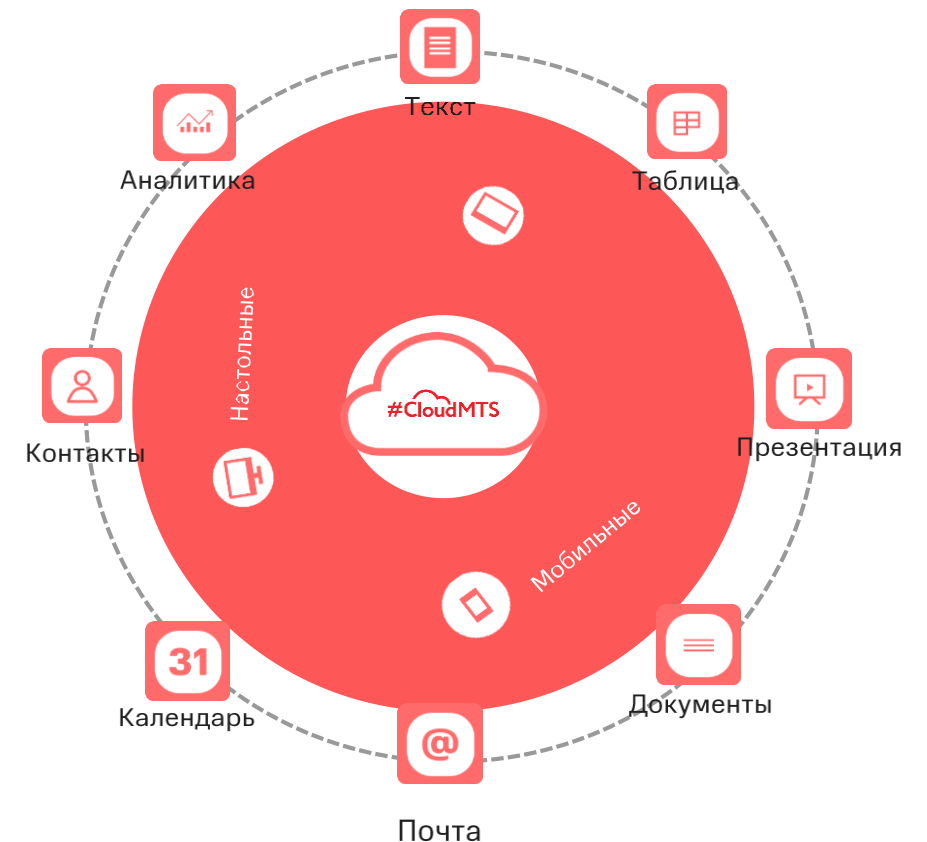 Текст
Аналитика
Таблица
Настольные
#CloudMTS
Контакты
Презентация
Мобильные
31
Календарь
Документы
@
Почта